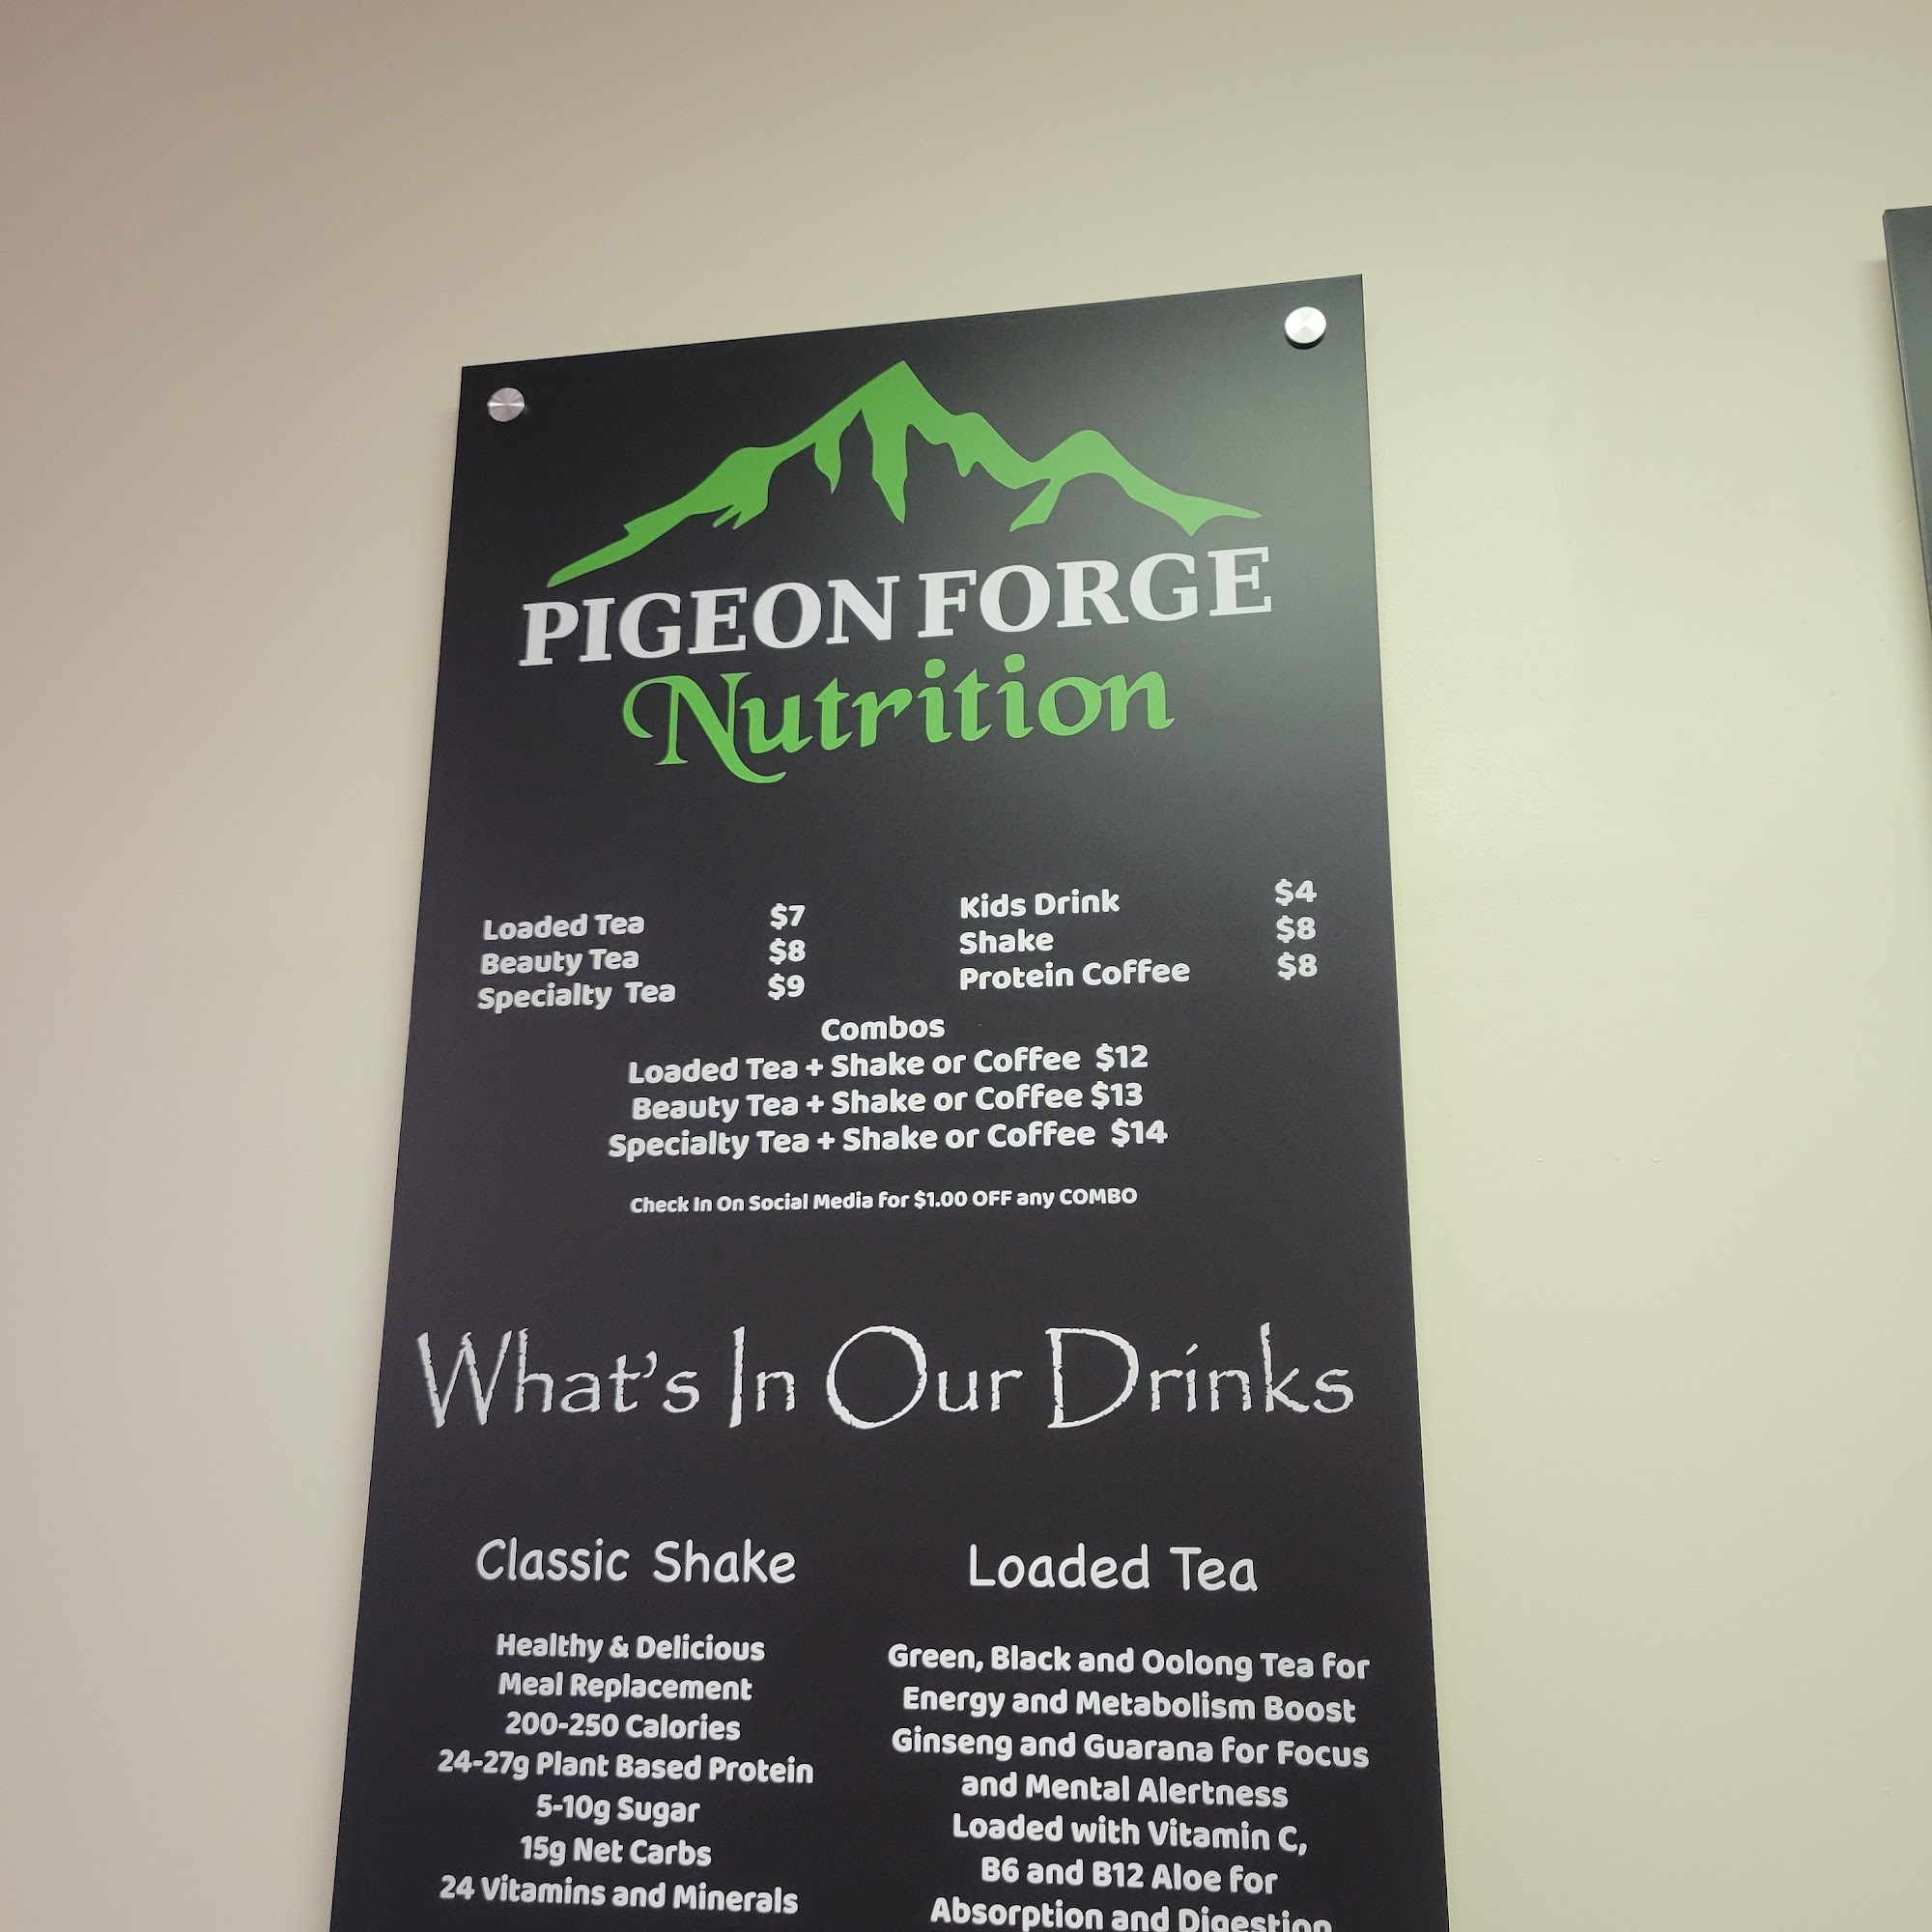 PIGEON FORGE
Nutrition
Loaded Tea $7
Beauty Tea $8
Specialty Tea $9
Kids Drink $4
Shake $8
Protein Coffee $8
Combos
Loaded Tea + Shake or Coffee $12
Beauty Tea + Shake or Coffee $13
Specialty Tea + Shake or Coffee $14
Check In On Social Media for $1.00 OFF any COMBO
What's In Our Drinks
Classic Shake
Healthy & Delicious
Meal Replacement
200-250 Calories
24-27g Plant Based Protein
5-10g Sugar
15g Net Carbs
24 Vitamins and Minerals
Loaded Tea
Green, Black and Oolong Tea for
Energy and Metabolism Boost
Ginseng and Guarana for Focus
and Mental Alertness
Loaded with Vitamin C,
B6 and B12 Aloe for
Absorption and Digestion